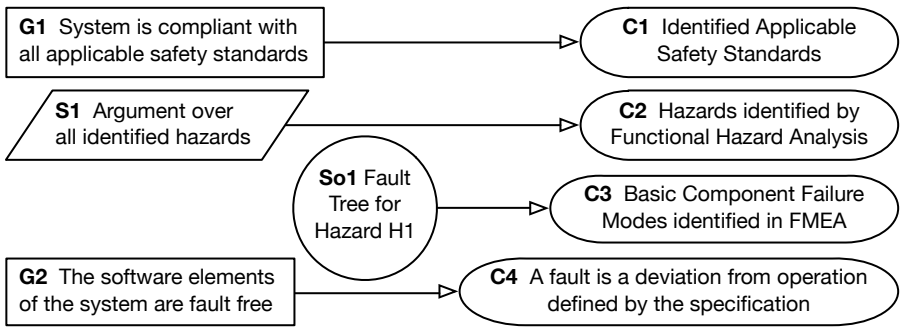 G1 System is compliant with
all applicable safety standards
C1 Identified Applicable
Safety Standards
S1 Argument over
all identified hazards
C2 Hazards identified by
Functional Hazard Analysis
So1 Fault
Tree for
Hazard H1
C3 Basic Component Failure
Modes identified in FMEA
G2 The software elements
of the system are fault free
C4 A fault is a deviation from operation
defined by the specification